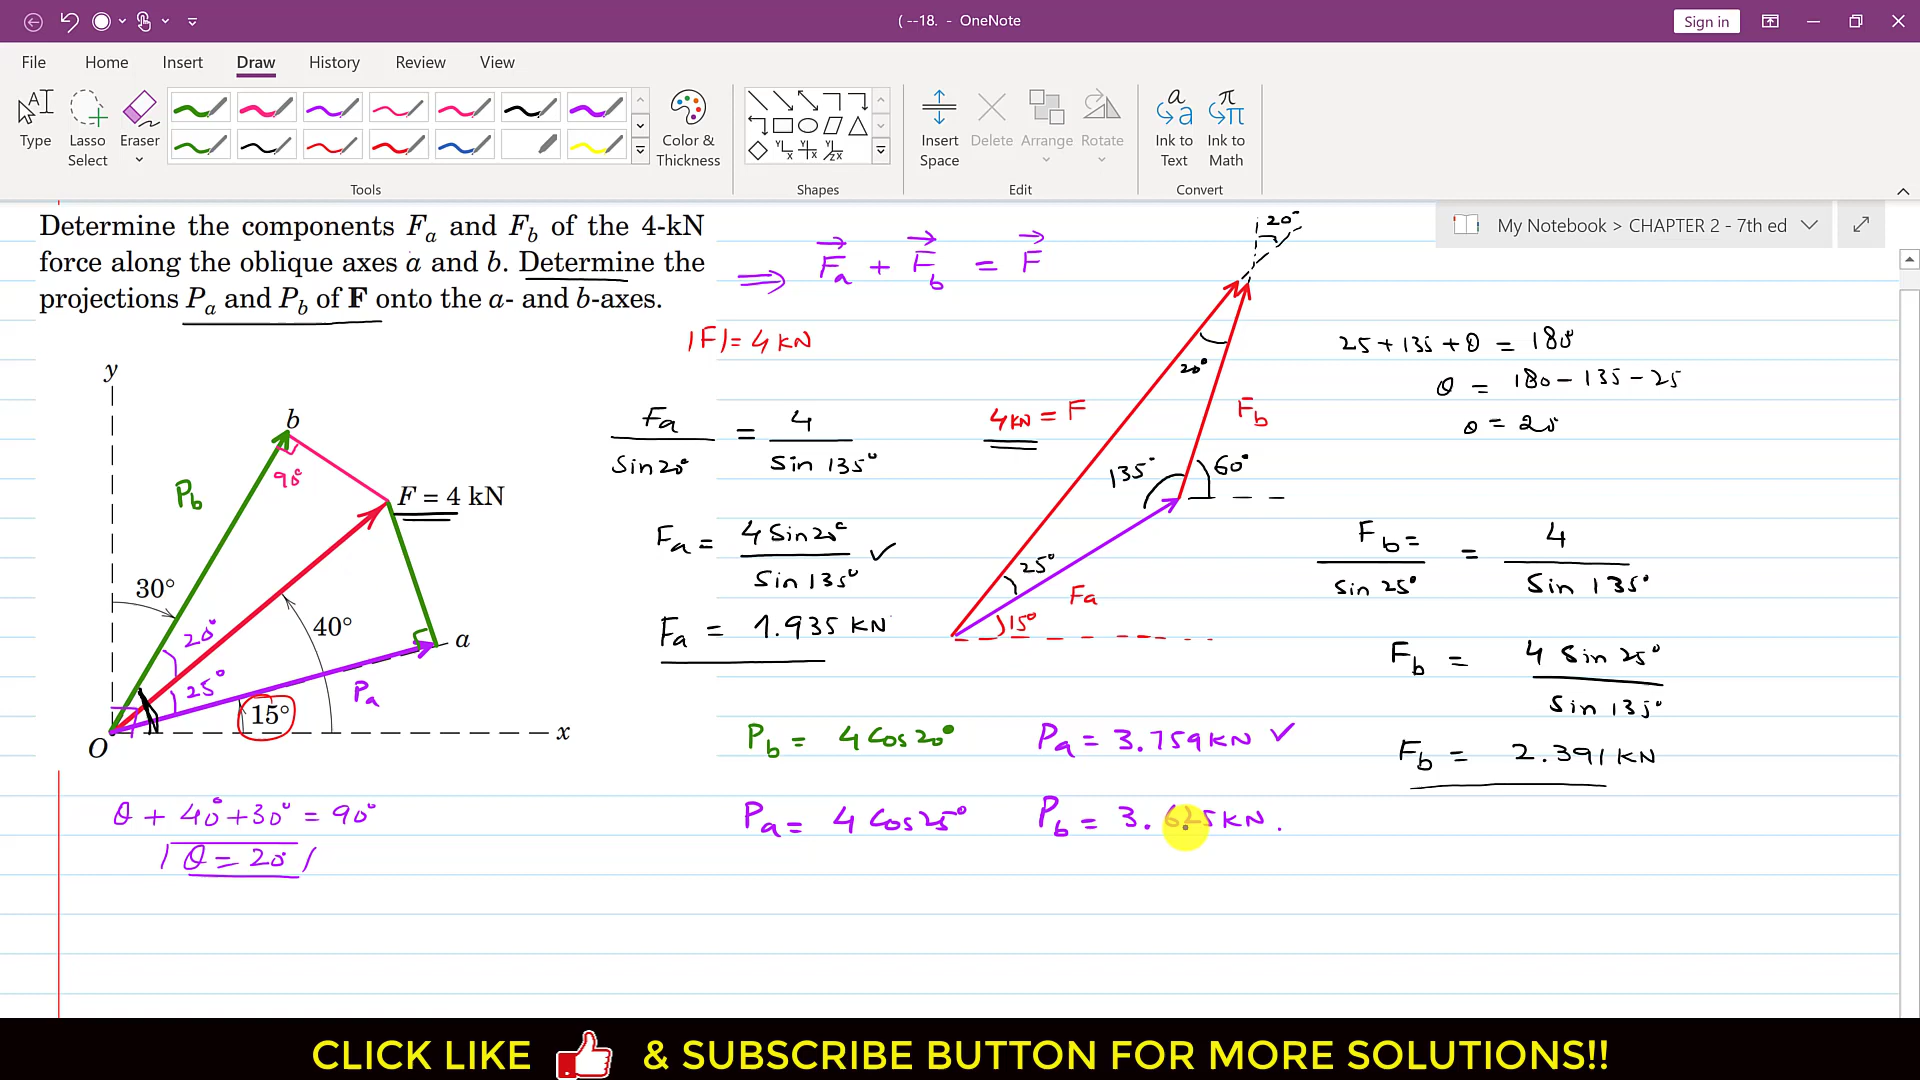 ( --18. - OneNote
Sign in
File Home Insert Draw History Review View
Type
Lasso Select
Eraser
Color & Thickness
Insert Space
Delete
Arrange
Rotate
Ink to Text
Ink to Math
Tools
Shapes
Edit
Convert
My Notebook > CHAPTER 2 - 7th ed
Determine the components Fa and Fb of the 4-kN
force along the oblique axes a and b. Determine the
projections Pa and Pb of F onto the a- and b-axes.
⟹ Fa + Fb = F
|F| = 4 KN
y
b
90°
Pb
F = 4 kN
30°
20°
40°
25°
a
Pa
15°
O
x
θ + 40° + 30° = 90°
θ = 20°
Fa / Sin 20° = 4 / Sin 135°
Fa = 4 Sin 20° / Sin 135° ✓
Fa = 1.935 KN
20°
20°
4KN = F
Fb
135°
60°
25°
Fa
15°
25 + 135 + θ = 180°
θ = 180 - 135 - 25
θ = 20°
Fb= / Sin 25° = 4 / Sin 135°
Fb = 4 Sin 25° / Sin 135°
Fb = 2.391 KN
Pb = 4 Cos 20° Pa = 3.759 KN ✓
Pa = 4 Cos 25° Pb = 3.625 KN.
CLICK LIKE & SUBSCRIBE BUTTON FOR MORE SOLUTIONS!!